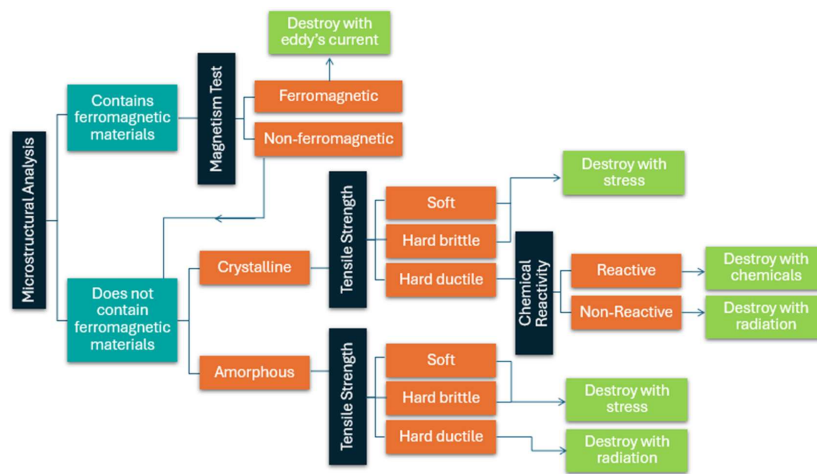 Destroy with
eddy's current
Contains
ferromagnetic
materials
Magnetism Test
Ferromagnetic
Non-ferromagnetic
Microstructural Analysis
Does not
contain
ferromagnetic
materials
Crystalline
Tensile Strength
Soft
Hard brittle
Hard ductile
Destroy with
stress
Chemical
Reactivity
Reactive
Non-Reactive
Destroy with
chemicals
Destroy with
radiation
Amorphous
Tensile Strength
Soft
Hard brittle
Hard ductile
Destroy with
stress
Destroy with
radiation